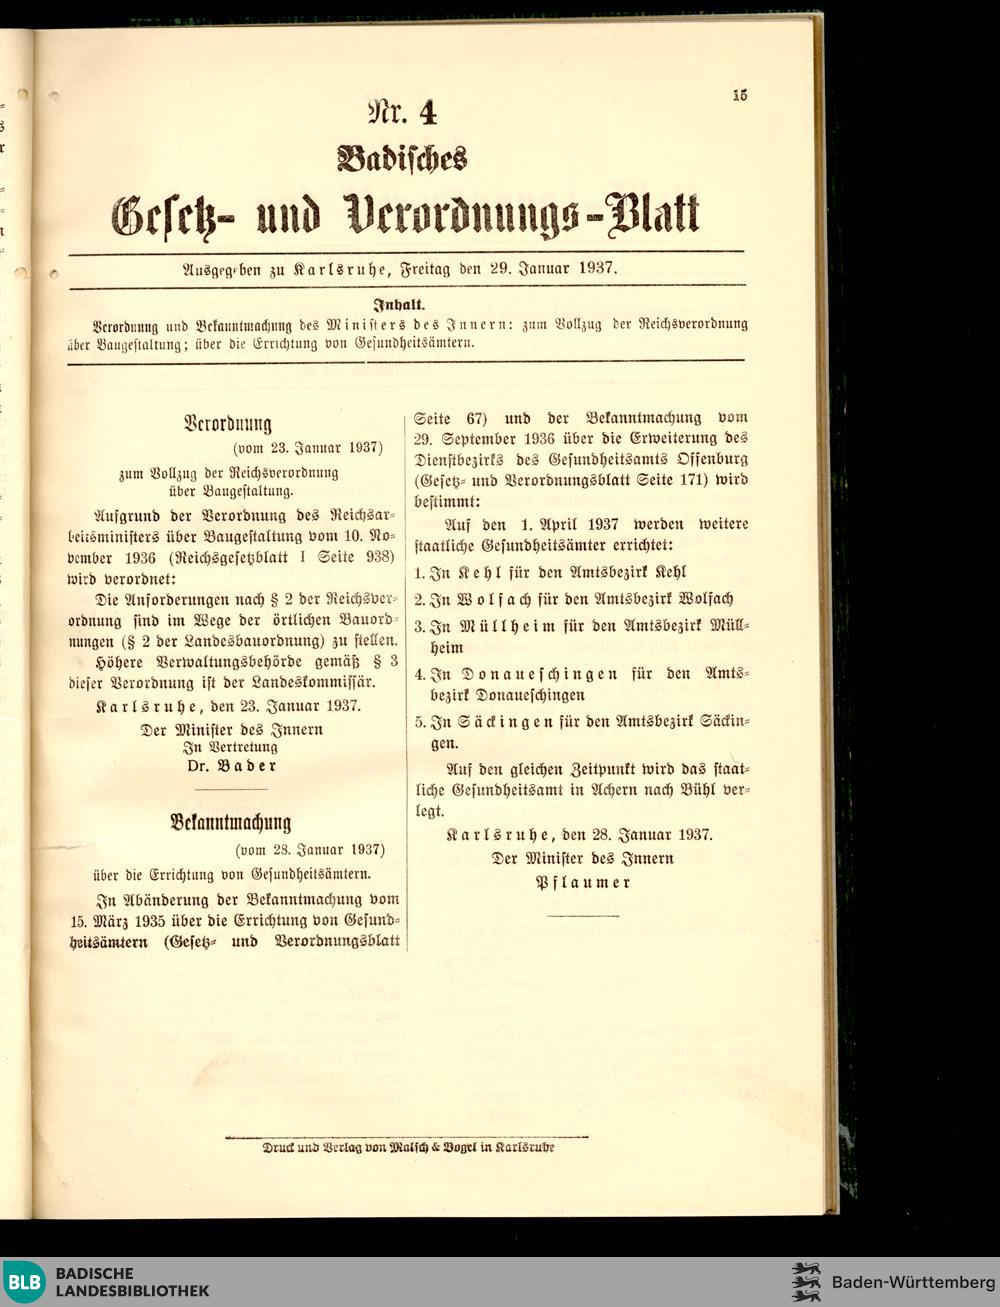 15
Nr. 4
Badisches
Gesetz- und Verordnungs-Blatt
Ausgegeben zu Karlsruhe, Freitag den 29. Januar 1937.
Inhalt.
Verordnung und Bekanntmachung des Ministers des Innern: zum Vollzug der Reichsverordnung
über Baugestaltung; über die Errichtung von Gesundheitsämtern.
Verordnung
(vom 23. Januar 1937)
zum Vollzug der Reichsverordnung
über Baugestaltung.
Aufgrund der Verordnung des Reichsar-
beitsministers über Baugestaltung vom 10. No-
vember 1936 (Reichsgesetzblatt I Seite 938)
wird verordnet:
Die Anforderungen nach § 2 der Reichsver-
ordnung sind im Wege der örtlichen Bauord-
nungen (§ 2 der Landesbauordnung) zu stellen.
Höhere Verwaltungsbehörde gemäß § 3
dieser Verordnung ist der Landeskommissär.
Karlsruhe, den 23. Januar 1937.
Der Minister des Innern
In Vertretung
Dr. Bader
Bekanntmachung
(vom 28. Januar 1937)
über die Errichtung von Gesundheitsämtern.
In Abänderung der Bekanntmachung vom
15. März 1935 über die Errichtung von Gesund-
heitsämtern (Gesetz- und Verordnungsblatt
Seite 67) und der Bekanntmachung vom
29. September 1936 über die Erweiterung des
Dienstbezirks des Gesundheitsamts Offenburg
(Gesetz- und Verordnungsblatt Seite 171) wird
bestimmt:
Auf den 1. April 1937 werden weitere
staatliche Gesundheitsämter errichtet:
1. In Kehl für den Amtsbezirk Kehl
2. In Wolfach für den Amtsbezirk Wolfach
3. In Müllheim für den Amtsbezirk Müll-
heim
4. In Donaueschingen für den Amts-
bezirk Donaueschingen
5. In Säckingen für den Amtsbezirk Säckin-
gen.
Auf den gleichen Zeitpunkt wird das staat-
liche Gesundheitsamt in Achern nach Bühl ver-
legt.
Karlsruhe, den 28. Januar 1937.
Der Minister des Innern
Pflaumer
Druck und Verlag von Malsch & Vogel in Karlsruhe
BLB BADISCHE
LANDESBIBLIOTHEK
Baden-Württemberg